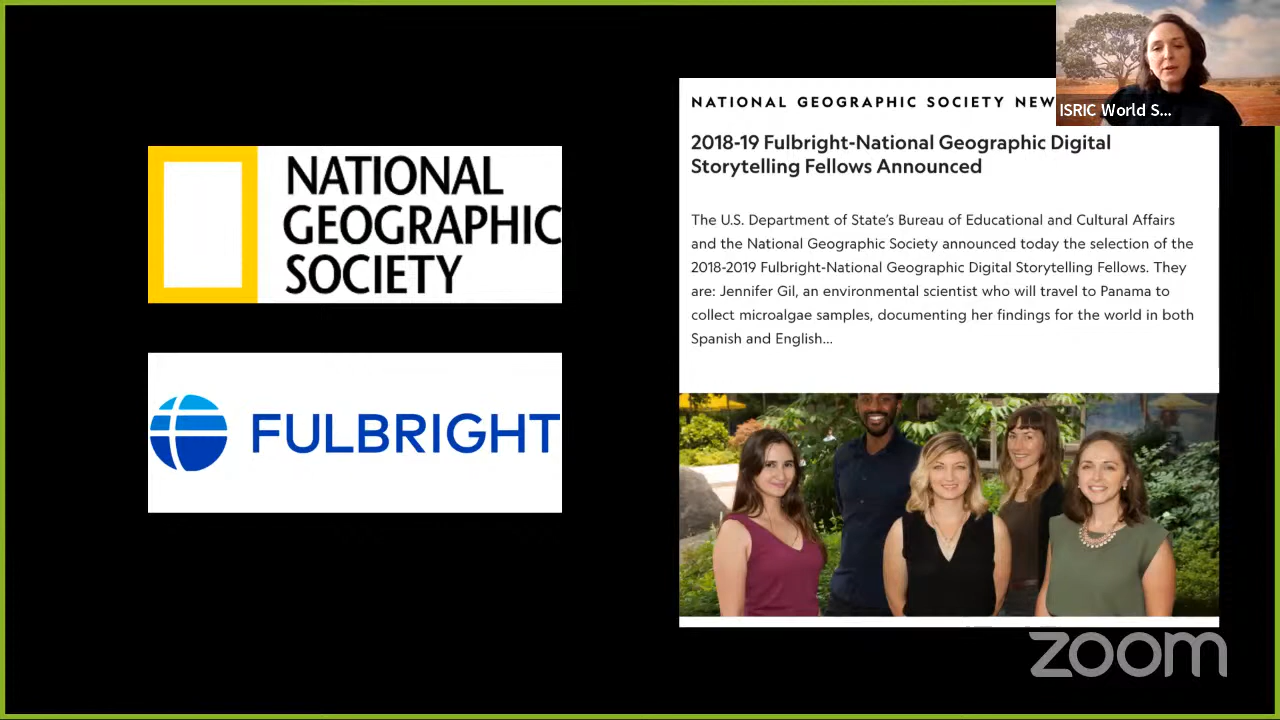 NATIONAL
GEOGRAPHIC
SOCIETY
FULBRIGHT
NATIONAL GEOGRAPHIC SOCIETY NEW
2018-19 Fulbright-National Geographic Digital
Storytelling Fellows Announced
The U.S. Department of State's Bureau of Educational and Cultural Affairs
and the National Geographic Society announced today the selection of the
2018-2019 Fulbright-National Geographic Digital Storytelling Fellows. They
are: Jennifer Gil, an environmental scientist who will travel to Panama to
collect microalgae samples, documenting her findings for the world in both
Spanish and English...
ISRIC World S...
zoom